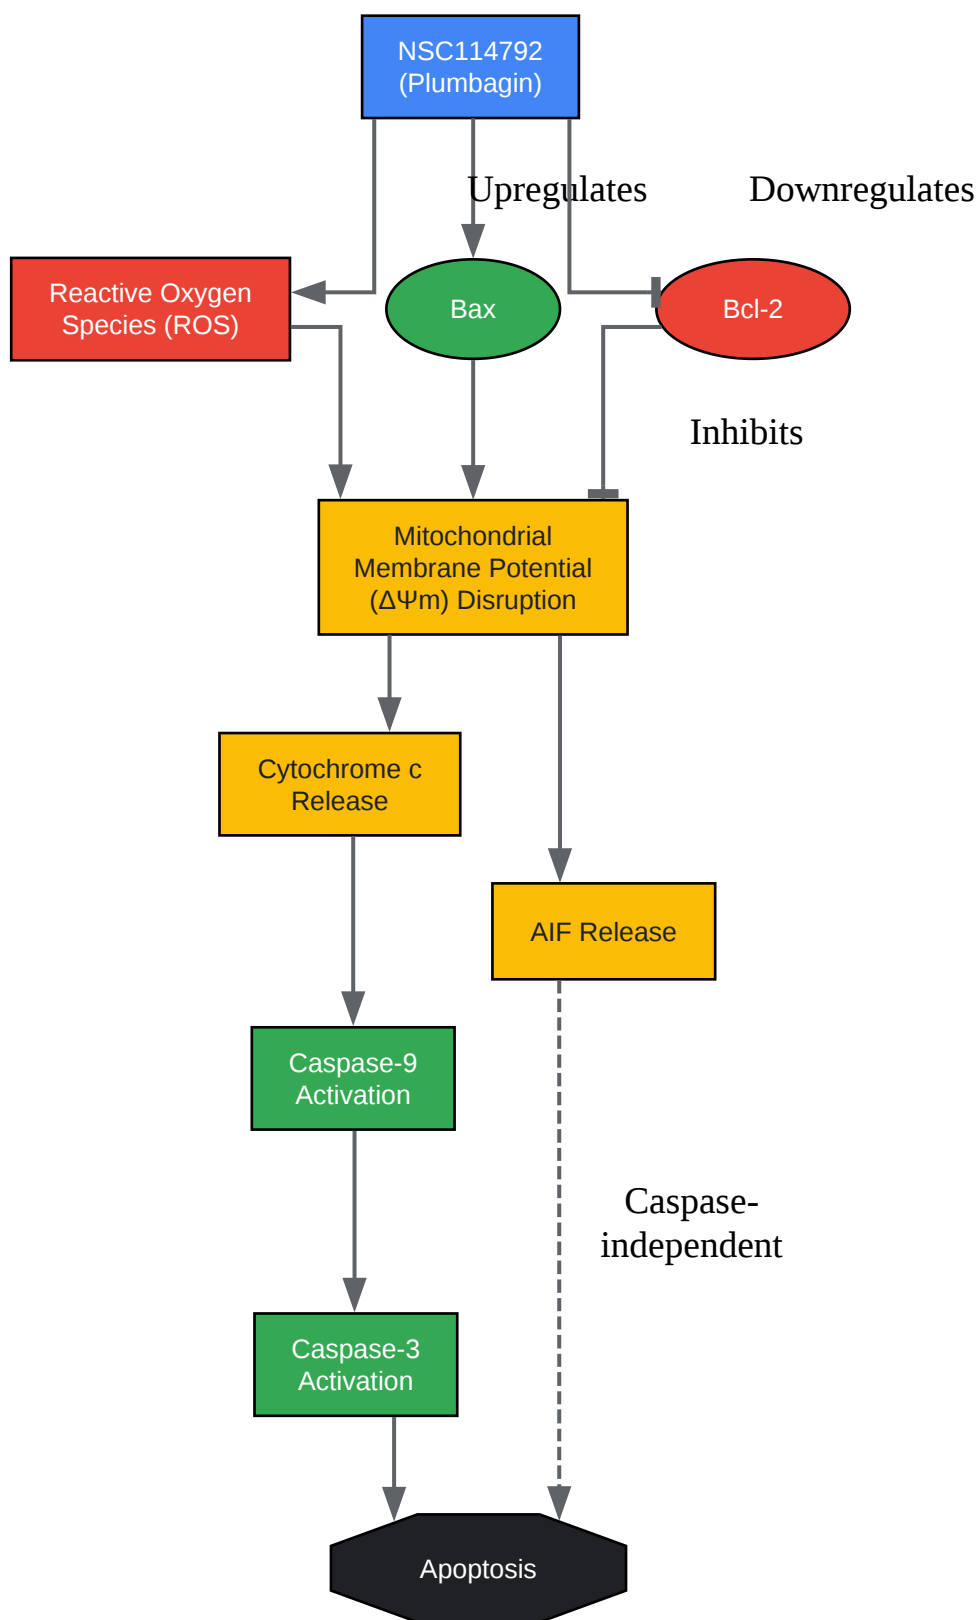 NSC114792
(Plumbagin)
Upregulates
Downregulates
Reactive Oxygen
Species (ROS)
Bax
Bcl-2
Inhibits
Mitochondrial
Membrane Potential
(ΔΨm) Disruption
Cytochrome c
Release
AIF Release
Caspase-9
Activation
Caspase-
independent
Caspase-3
Activation
Apoptosis